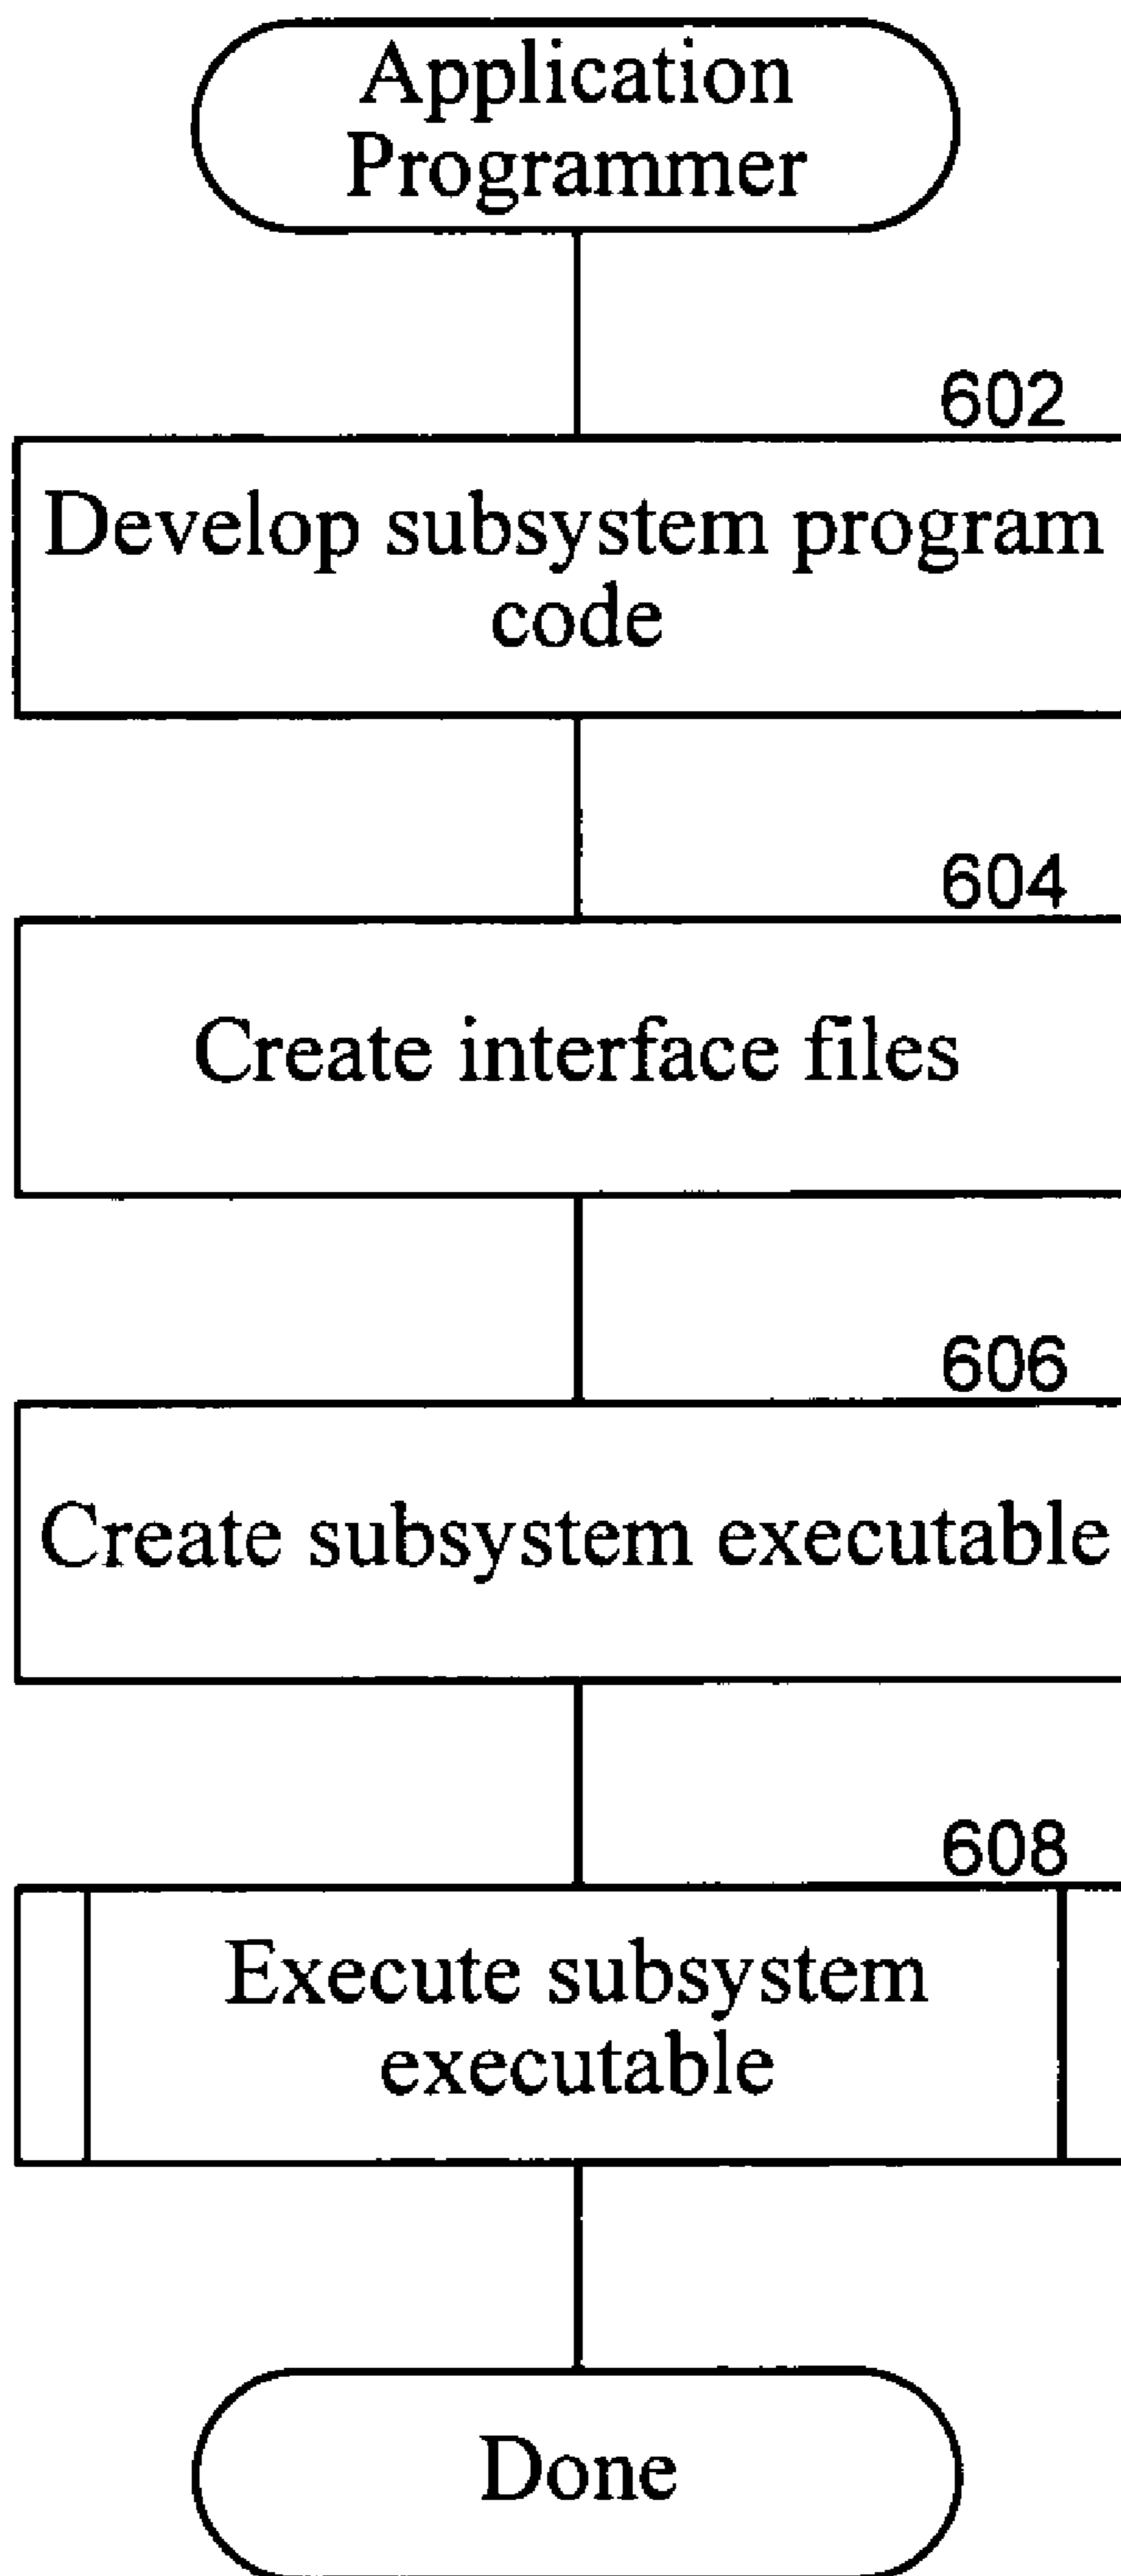 Application
Programmer
602
Develop subsystem program
code
604
Create interface files
606
Create subsystem executable
608
Execute subsystem
executable
Done